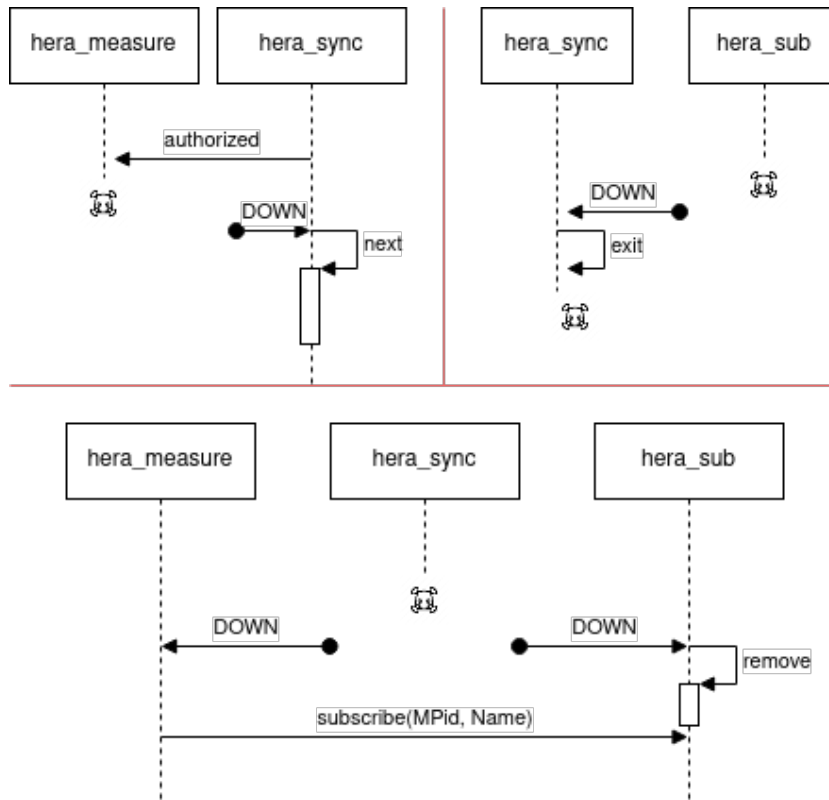 hera_measure
hera_sync
authorized
DOWN
next
hera_sync
hera_sub
DOWN
exit
hera_measure
hera_sync
hera_sub
DOWN
DOWN
remove
subscribe(MPid, Name)